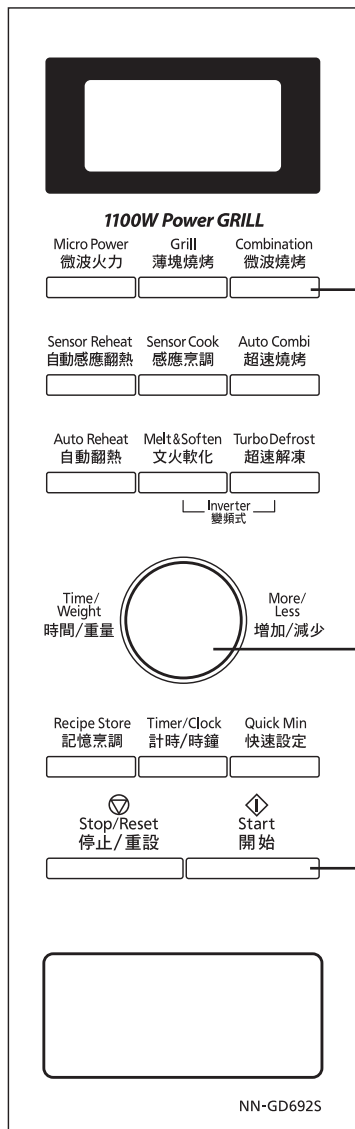 1100W Power GRILL
Micro Power Grill Combination
微波火力 薄塊燒烤 微波燒烤
Sensor Reheat Sensor Cook Auto Combi
自動感應翻熱 感應烹調 超速燒烤
Auto Reheat Melt&Soften TurboDefrost
自動翻熱 文火軟化 超速解凍
Inverter
變頻式
Time/
Weight
時間/重量
More/
Less
增加/減少
Recipe Store Timer/Clock Quick Min
記憶烹調 計時/時鐘 快速設定
Stop/Reset Start
停止/重設 開始
NN-GD692S